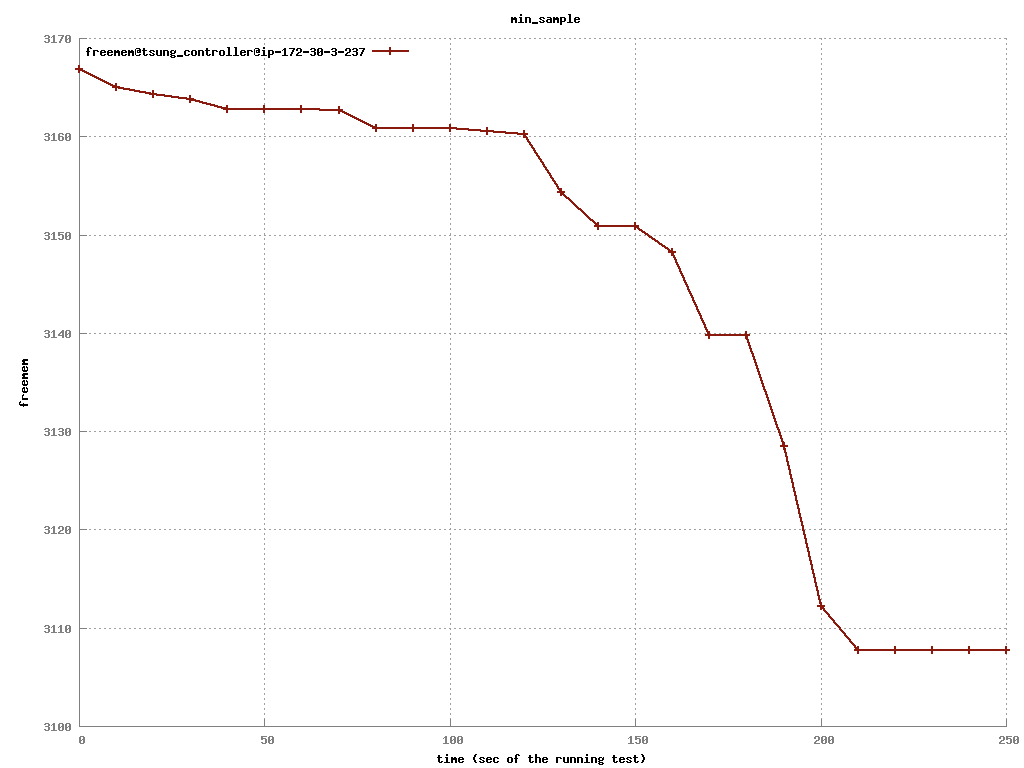 min_sample
3170
freemem@tsung_controller@ip-172-30-3-237
3160
3150
3140
freemem
3130
3120
3110
3100
0 50 100 150 200 250
time (sec of the running test)